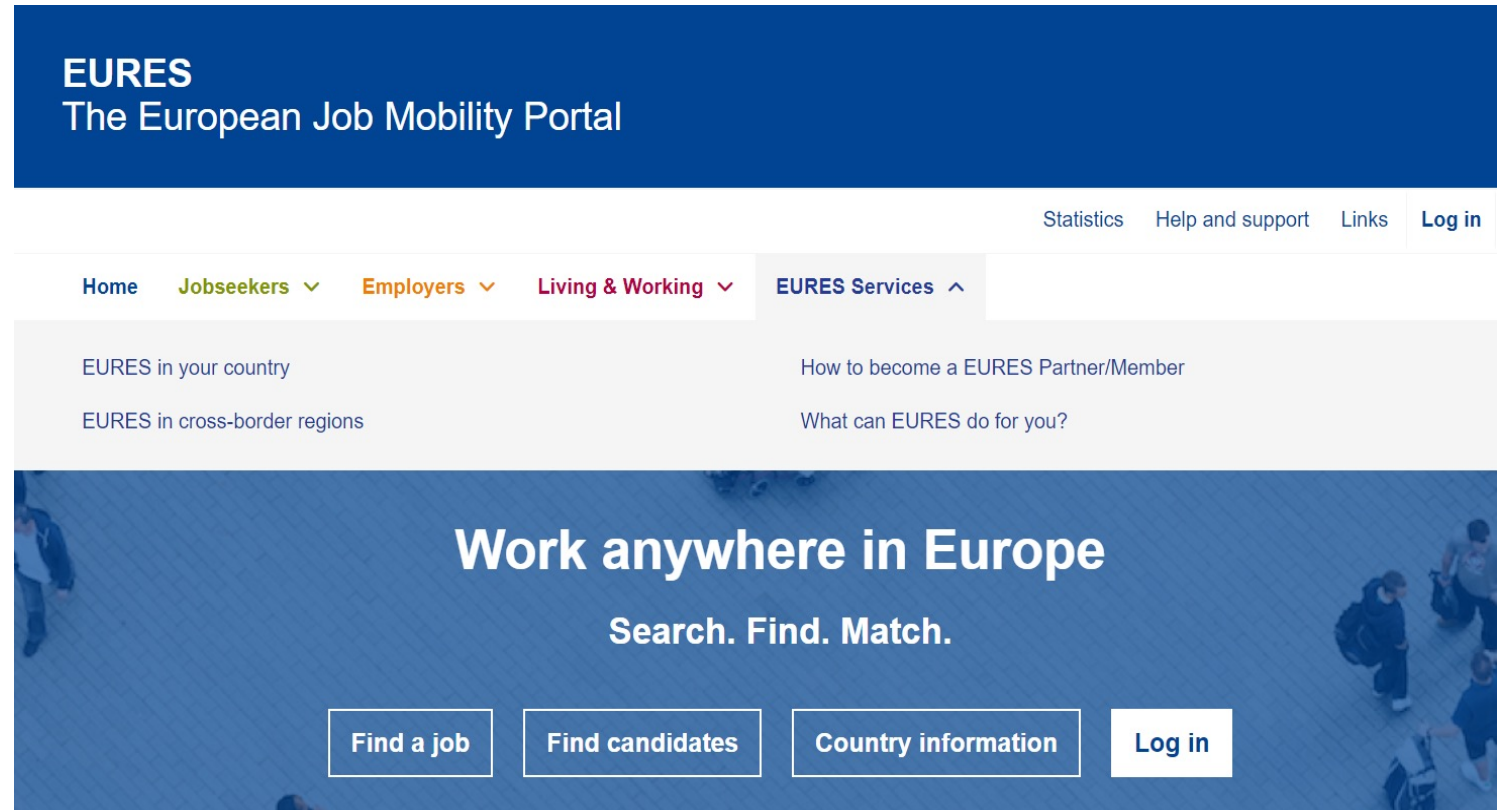 EURES
The European Job Mobility Portal
Statistics Help and support Links Log in
Home Jobseekers Employers Living & Working EURES Services
EURES in your country How to become a EURES Partner/Member
EURES in cross-border regions What can EURES do for you?
Work anywhere in Europe
Search. Find. Match.
Find a job Find candidates Country information Log in